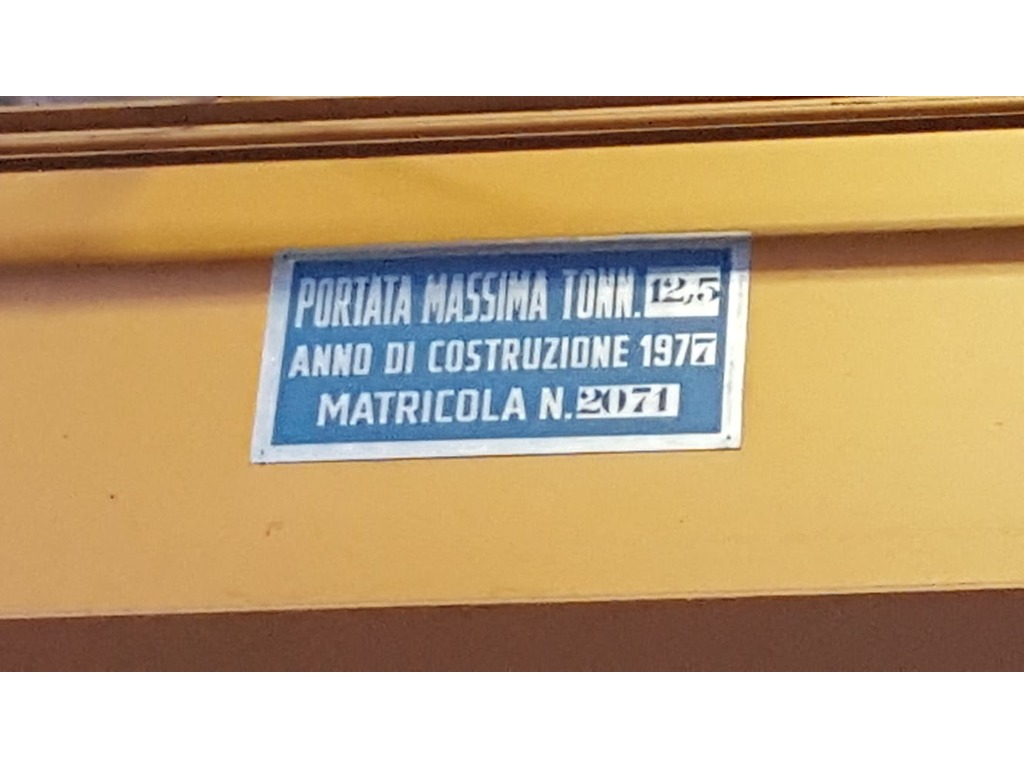 PORTATA MASSIMA TONN. 12,5
ANNO DI COSTRUZIONE 1977
MATRICOLA N. 2071